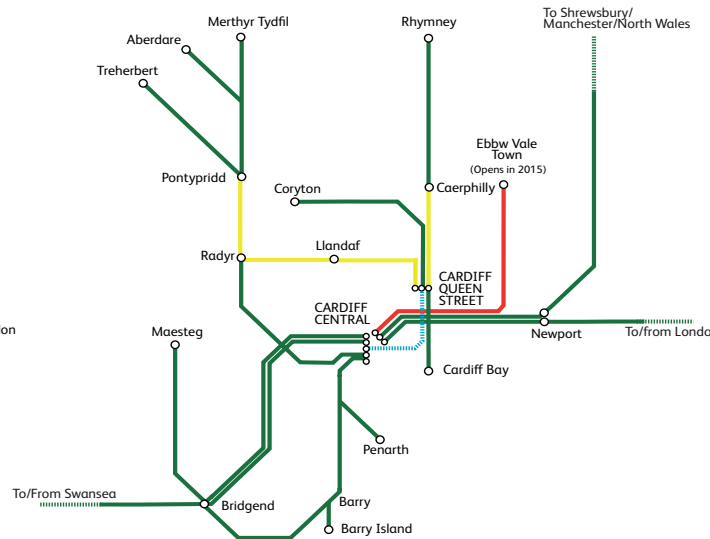 Merthyr Tydfil
Rhymney
To Shrewsbury/
Manchester/North Wales
Aberdare
Treherbert
Ebbw Vale
Town
(Opens in 2015)
Pontypridd
Coryton
Caerphilly
Radyr
Llandaf
CARDIFF
QUEEN
STREET
CARDIFF
CENTRAL
don
Maesteg
Newport
To/from Londo
Cardiff Bay
Penarth
To/From Swansea
Bridgend
Barry
Barry Island